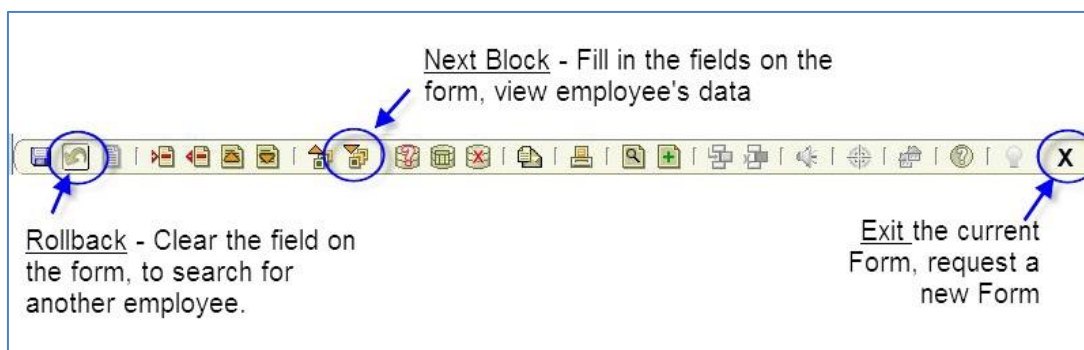 Next Block - Fill in the fields on the
form, view employee's data
X
Rollback - Clear the field on
the form, to search for
another employee.
Exit the current
Form, request a
new Form